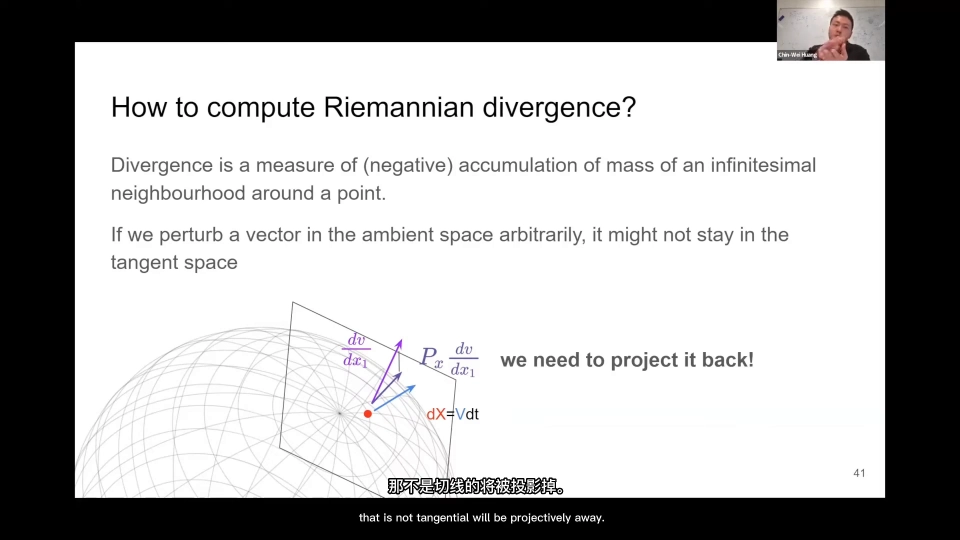 Chin-Wei Huang
How to compute Riemannian divergence?
Divergence is a measure of (negative) accumulation of mass of an infinitesimal
neighbourhood around a point.
If we perturb a vector in the ambient space arbitrarily, it might not stay in the
tangent space
dv/dx₁
Pₓ dv/dx₁
we need to project it back!
dX=Vdt
41
那不是切线的将被投影掉。
that is not tangential will be projectively away.